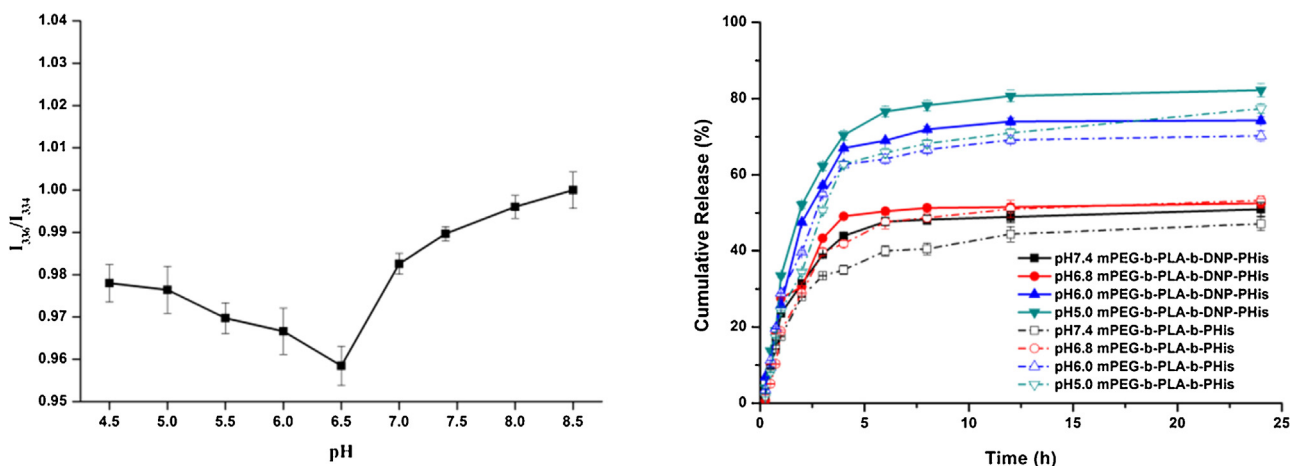 1.04
1.03
1.02
1.01
1.00
0.99
0.98
0.97
0.96
0.95
I336/I334
4.5 5.0 5.5 6.0 6.5 7.0 7.5 8.0 8.5
pH
100
80
60
40
20
0
Cumulative Release (%)
pH7.4 mPEG-b-PLA-b-DNP-PHis
pH6.8 mPEG-b-PLA-b-DNP-PHis
pH6.0 mPEG-b-PLA-b-DNP-PHis
pH5.0 mPEG-b-PLA-b-DNP-PHis
pH7.4 mPEG-b-PLA-b-PHis
pH6.8 mPEG-b-PLA-b-PHis
pH6.0 mPEG-b-PLA-b-PHis
pH5.0 mPEG-b-PLA-b-PHis
0 5 10 15 20 25
Time (h)